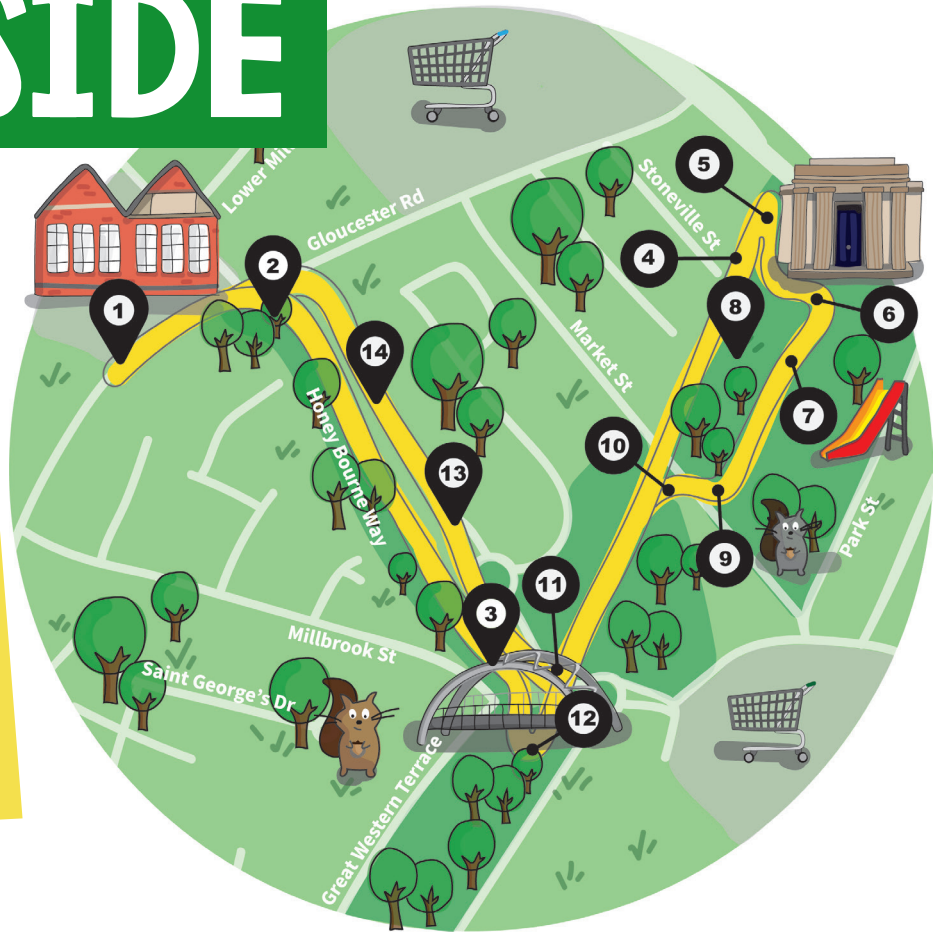 SIDE
Lower Mil
Gloucester Rd
Stoneville St
5
4
2
1
8
6
14
Market St
7
Honey Bourne Way
10
13
Park St
9
11
3
Millbrook St
Saint George's Dr
12
Great Western Terrace